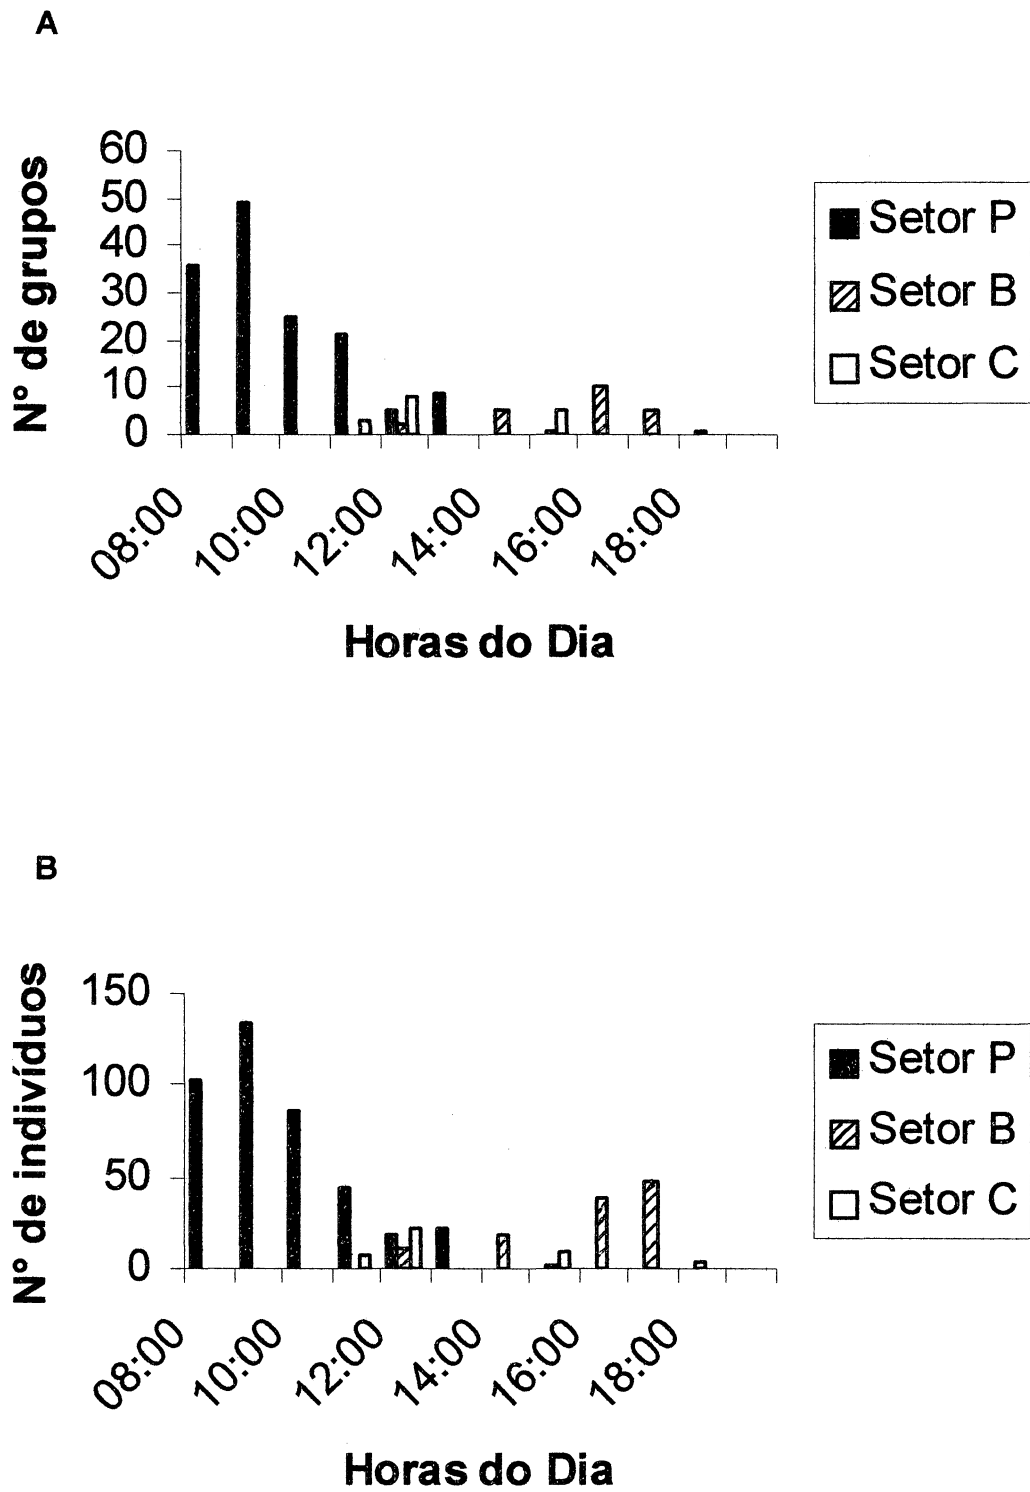 A
N° de grupos
60
50
40
30
20
10
0
08:00
10:00
12:00
14:00
16:00
18:00
Horas do Dia
Setor P
Setor B
Setor C
B
N° de indivíduos
150
100
50
0
08:00
10:00
12:00
14:00
16:00
18:00
Horas do Dia
Setor P
Setor B
Setor C